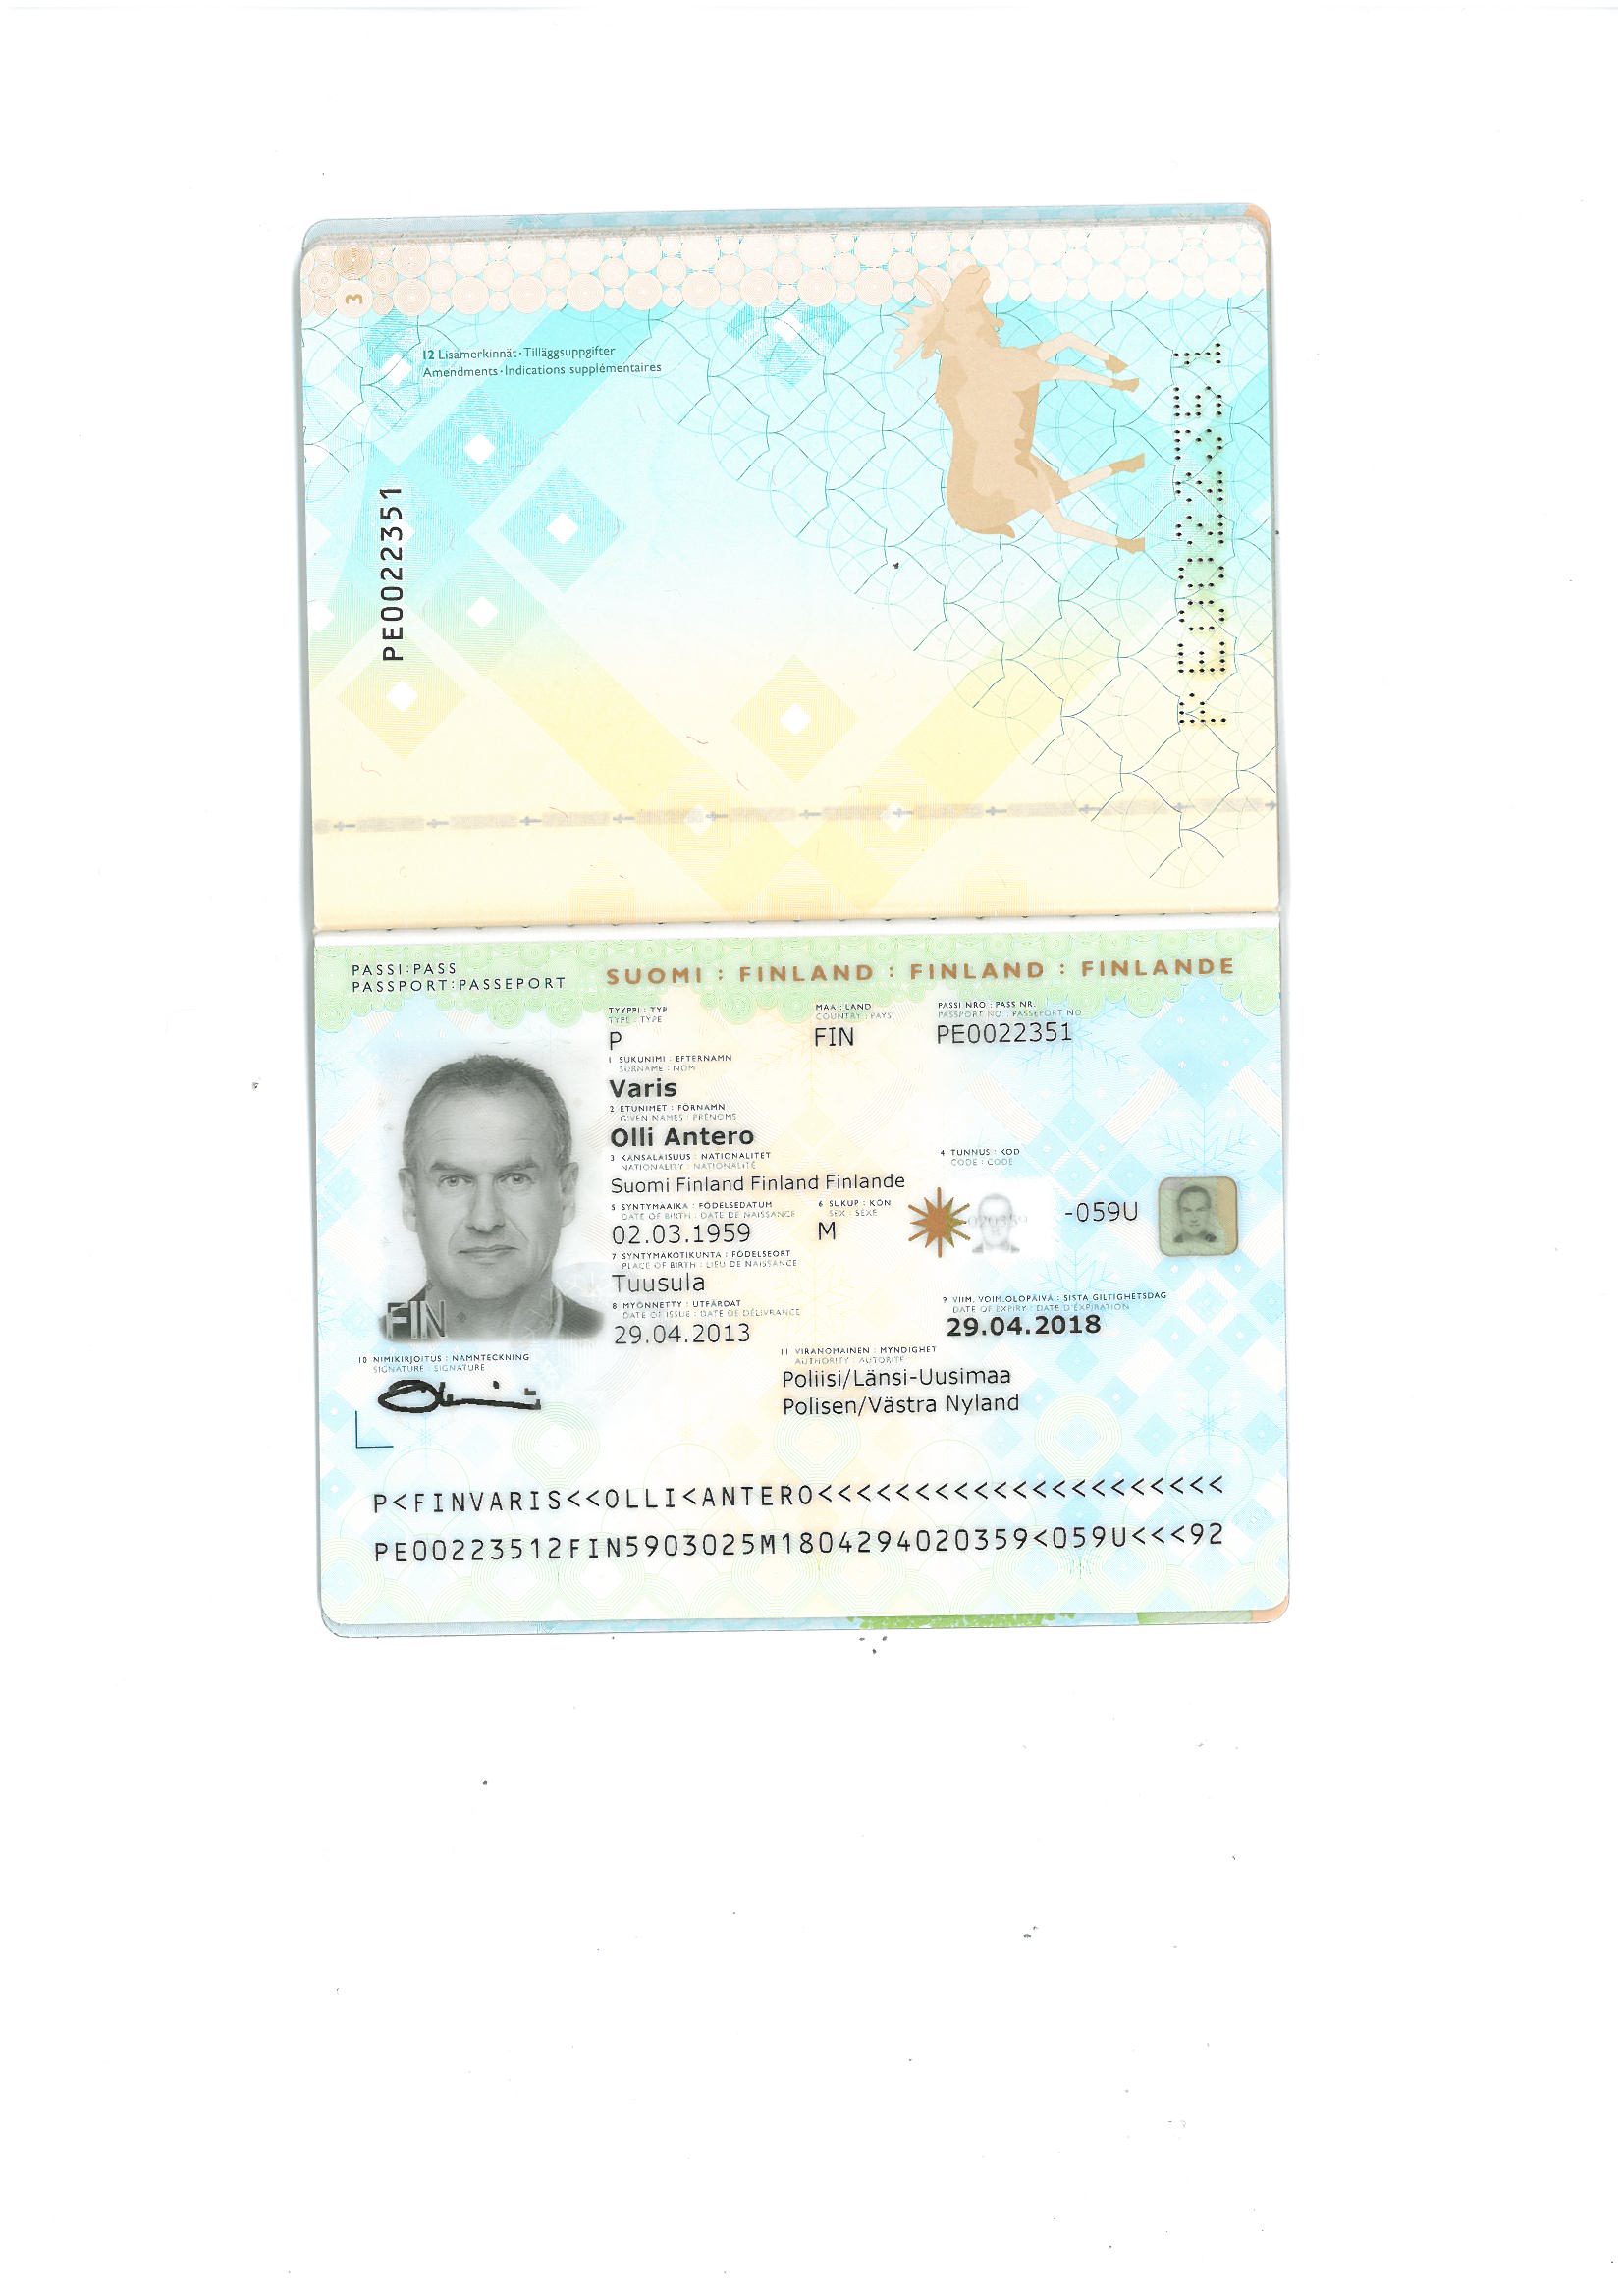 3
12 Lisämerkinnät · Tilläggsuppgifter
Amendments · Indications supplémentaires
PE0022351
PE0022351
PASSI:PASS
PASSPORT:PASSEPORT
SUOMI : FINLAND : FINLAND : FINLANDE
TYYPPI : TYP
TYPE : TYPE
P
MAA : LAND
COUNTRY : PAYS
FIN
PASSI NRO : PASS NR.
PASSPORT NO : PASSEPORT NO
PE0022351
1 SUKUNIMI : EFTERNAMN
SURNAME : NOM
Varis
2 ETUNIMET : FÖRNAMN
GIVEN NAMES : PRÉNOMS
Olli Antero
3 KANSALAISUUS : NATIONALITET
NATIONALITY : NATIONALITÉ
Suomi Finland Finland Finlande
4 TUNNUS : KOD
CODE : CODE
-059U
5 SYNTYMÄAIKA : FÖDELSEDATUM
DATE OF BIRTH : DATE DE NAISSANCE
02.03.1959
6 SUKUP : KÖN
SEX : SEXE
M
7 SYNTYMÄKOTIKUNTA : FÖDELSEORT
PLACE OF BIRTH : LIEU DE NAISSANCE
Tuusula
8 MYÖNNETTY : UTFÄRDAT
DATE OF ISSUE : DATE DE DÉLIVRANCE
29.04.2013
9 VIIM. VOIM.OLOPÄIVÄ : SISTA GILTIGHETSDAG
DATE OF EXPIRY : DATE D'EXPIRATION
29.04.2018
FIN
10 NIMIKIRJOITUS : NAMNTECKNING
SIGNATURE : SIGNATURE
11 VIRANOMAINEN : MYNDIGHET
AUTHORITY : AUTORITÉ
Poliisi/Länsi-Uusimaa
Polisen/Västra Nyland
P<FINVARIS<<OLLI<ANTERO<<<<<<<<<<<<<<<<<<<<<
PE00223512FIN5903025M1804294020359<059U<<<92